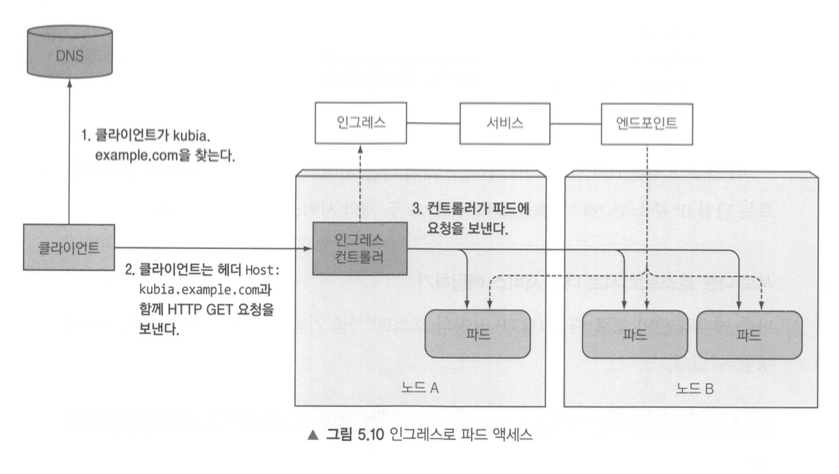 DNS
1. 클라이언트가 kubia.
example.com을 찾는다.
인그레스
서비스
엔드포인트
클라이언트
2. 클라이언트는 헤더 Host:
kubia.example.com과
함께 HTTP GET 요청을
보낸다.
인그레스
컨트롤러
3. 컨트롤러가 파드에
요청을 보낸다.
파드
파드
파드
노드 A
노드 B
▲ 그림 5.10 인그레스로 파드 액세스